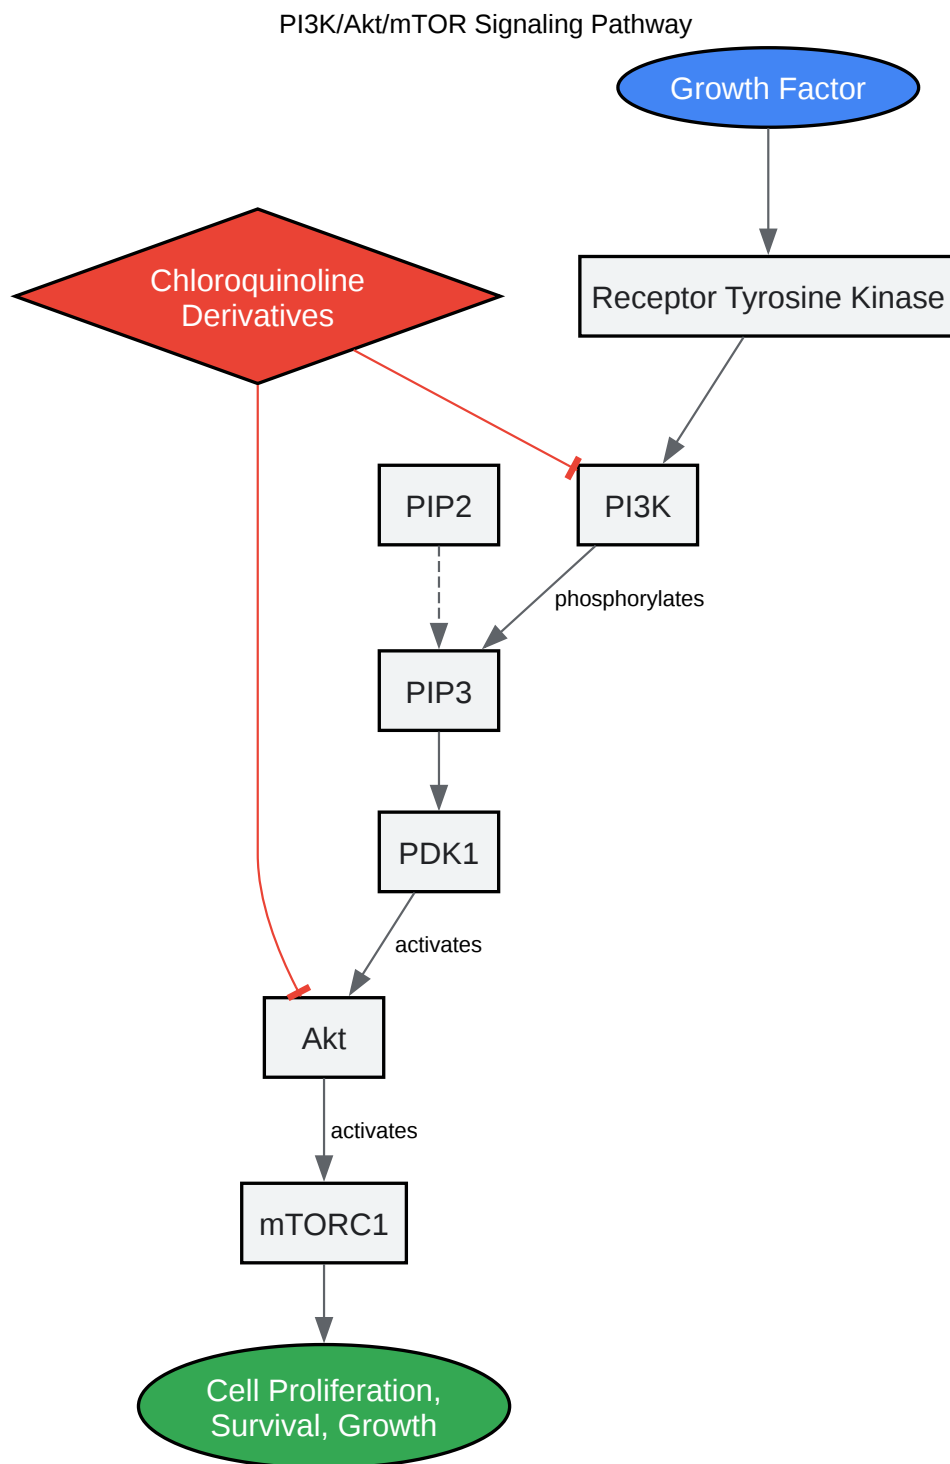 PI3K/Akt/mTOR Signaling Pathway
Growth Factor
Chloroquinoline
Derivatives
Receptor Tyrosine Kinase
PIP2
PI3K
phosphorylates
PIP3
PDK1
activates
Akt
activates
mTORC1
Cell Proliferation,
Survival, Growth